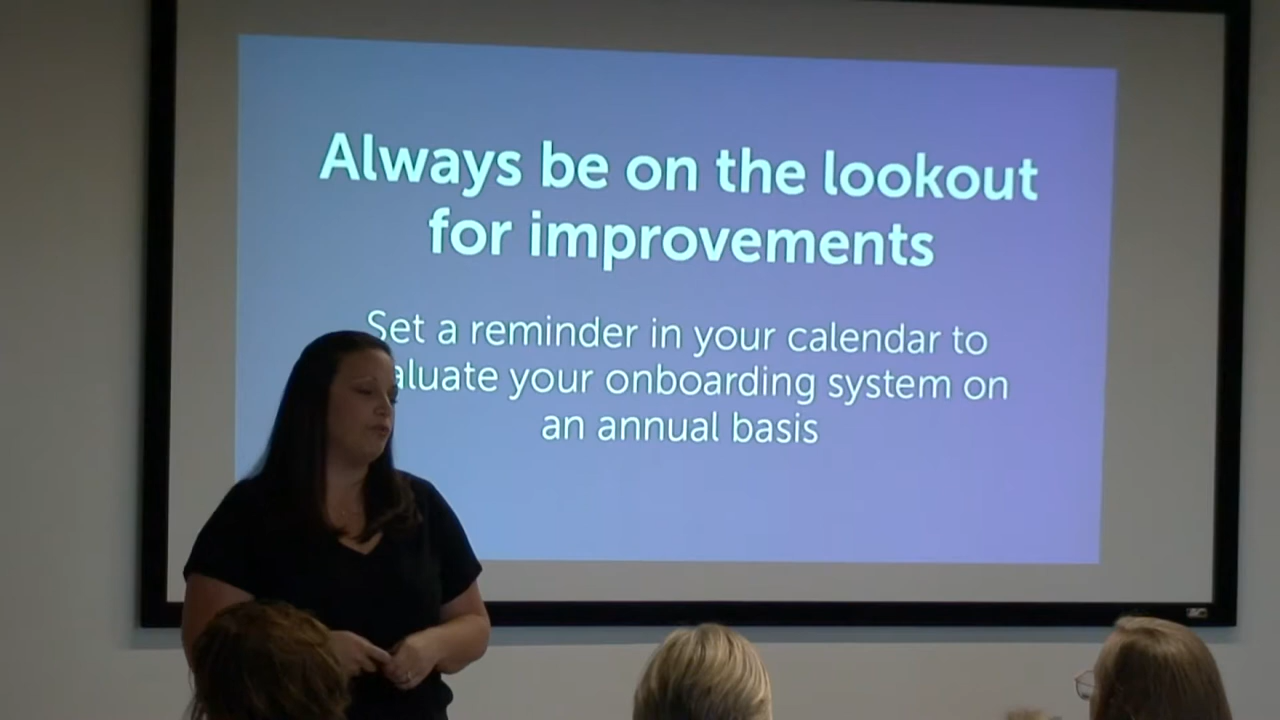 Always be on the lookout
for improvements
Set a reminder in your calendar to
aluate your onboarding system on
an annual basis